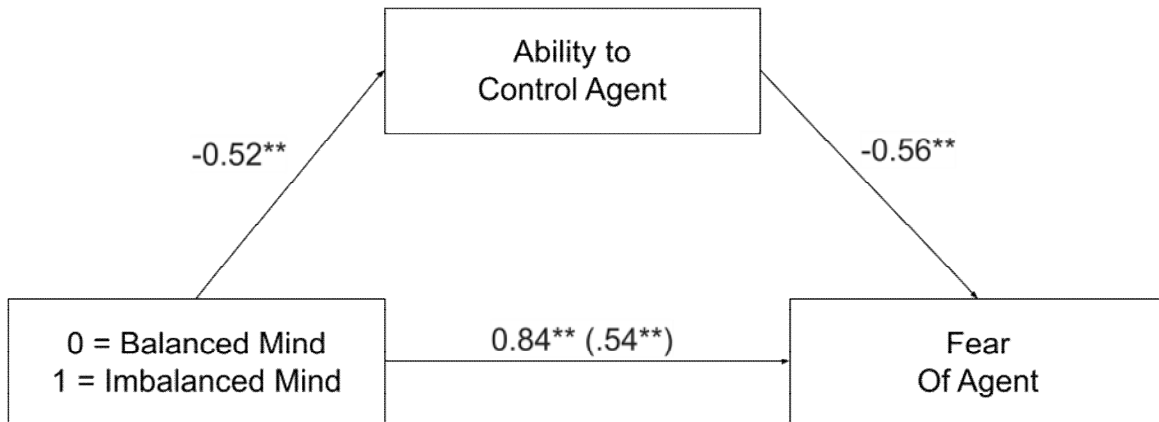 Ability to
Control Agent
-0.52**
-0.56**
0 = Balanced Mind
1 = Imbalanced Mind
0.84** (.54**)
Fear
Of Agent